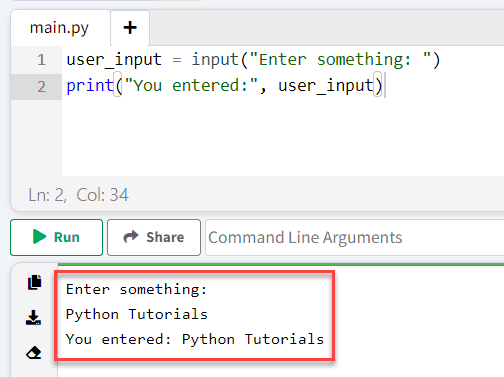 main.py +
1 user_input = input("Enter something: ")
2 print("You entered:", user_input)
Ln: 2, Col: 34
Run Share Command Line Arguments
Enter something:
Python Tutorials
You entered: Python Tutorials